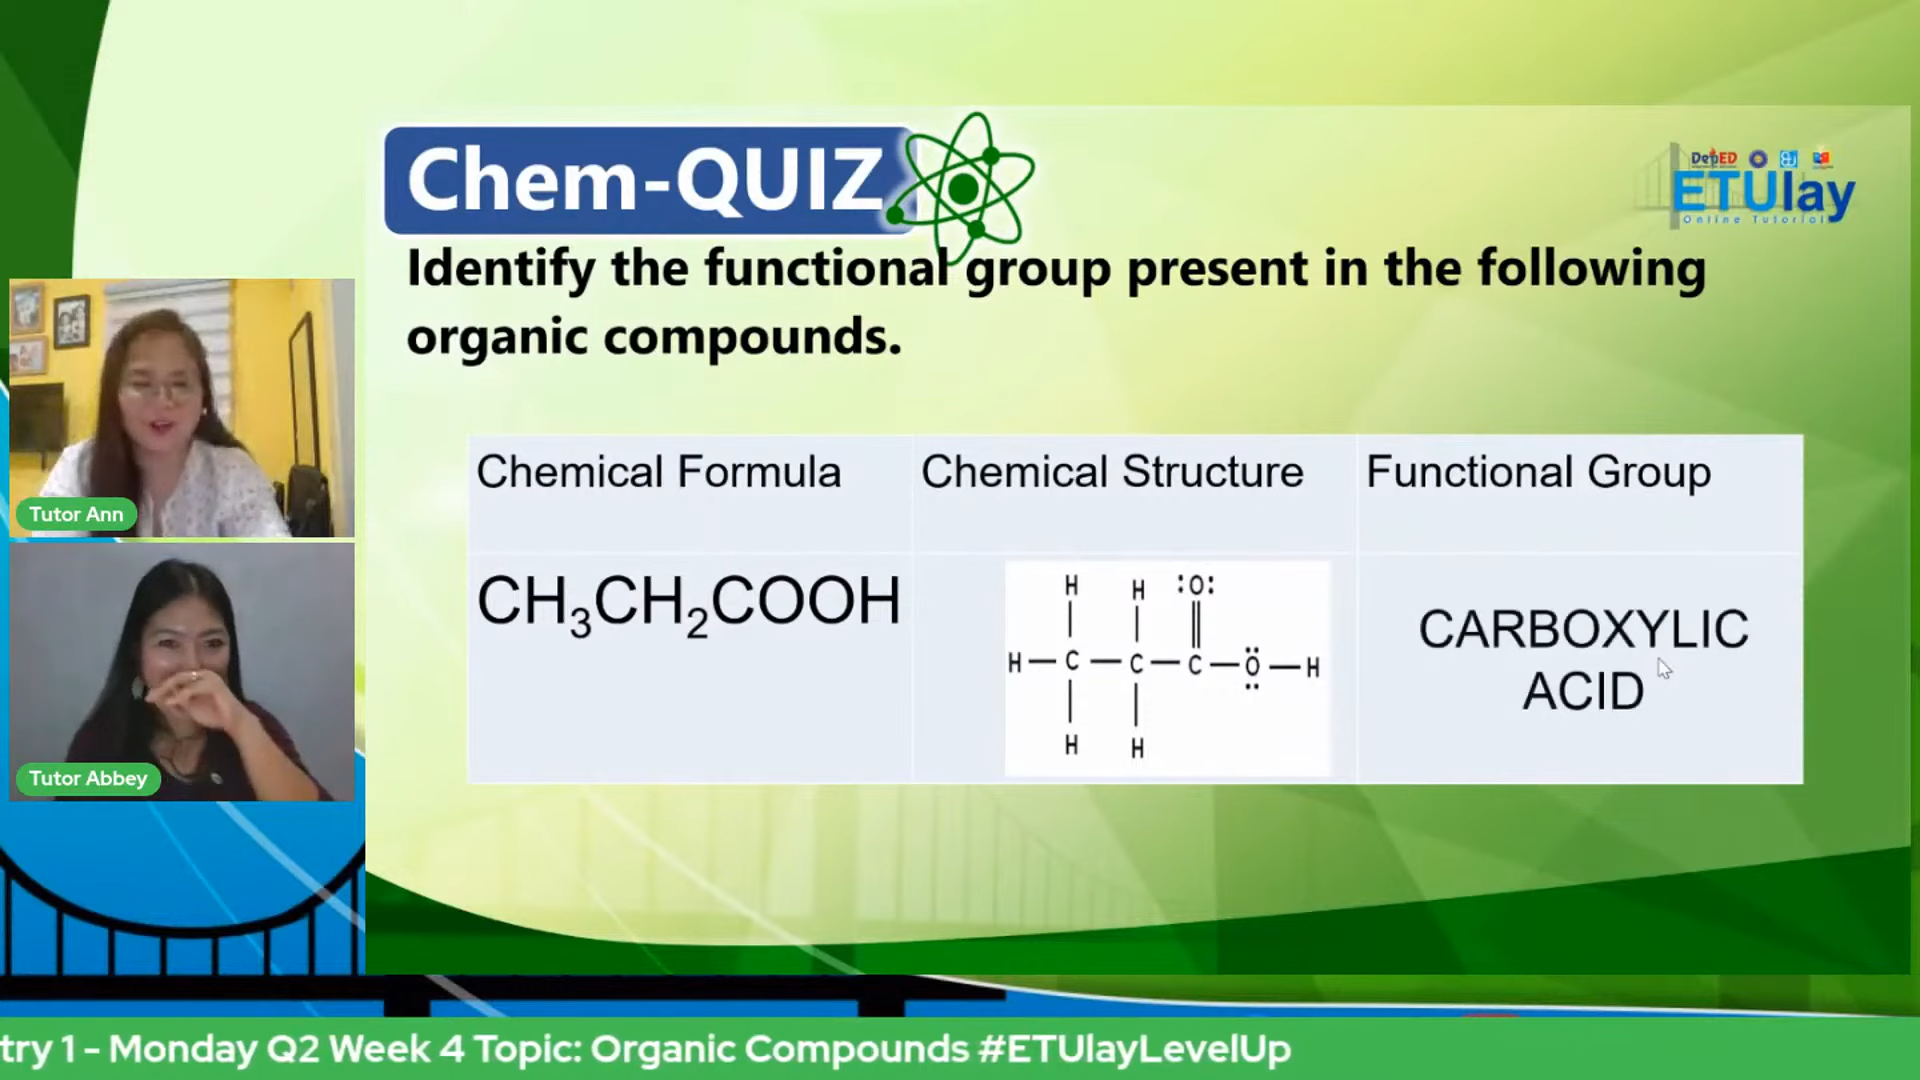 Chem-QUIZ
DepED
ETUlay
Online Tutorial
Identify the functional group present in the following
organic compounds.
Chemical Formula
Chemical Structure
Functional Group
CH₃CH₂COOH
H H :O:
H C C C O H
H H
CARBOXYLIC
ACID
Tutor Ann
Tutor Abbey
try 1 - Monday Q2 Week 4 Topic: Organic Compounds #ETUlayLevelUp